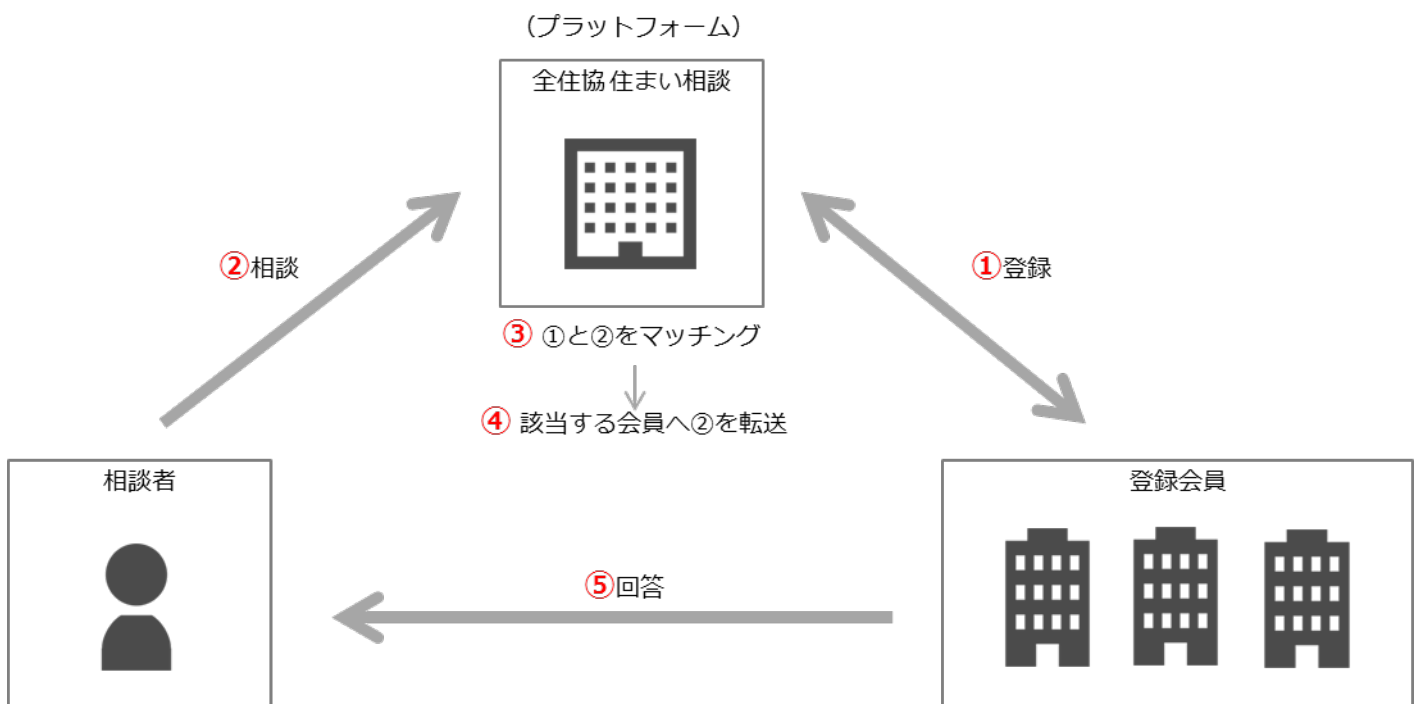 （プラットフォーム）
全住協 住まい相談
②相談
①登録
③ ①と②をマッチング
④ 該当する会員へ②を転送
相談者
登録会員
⑤回答